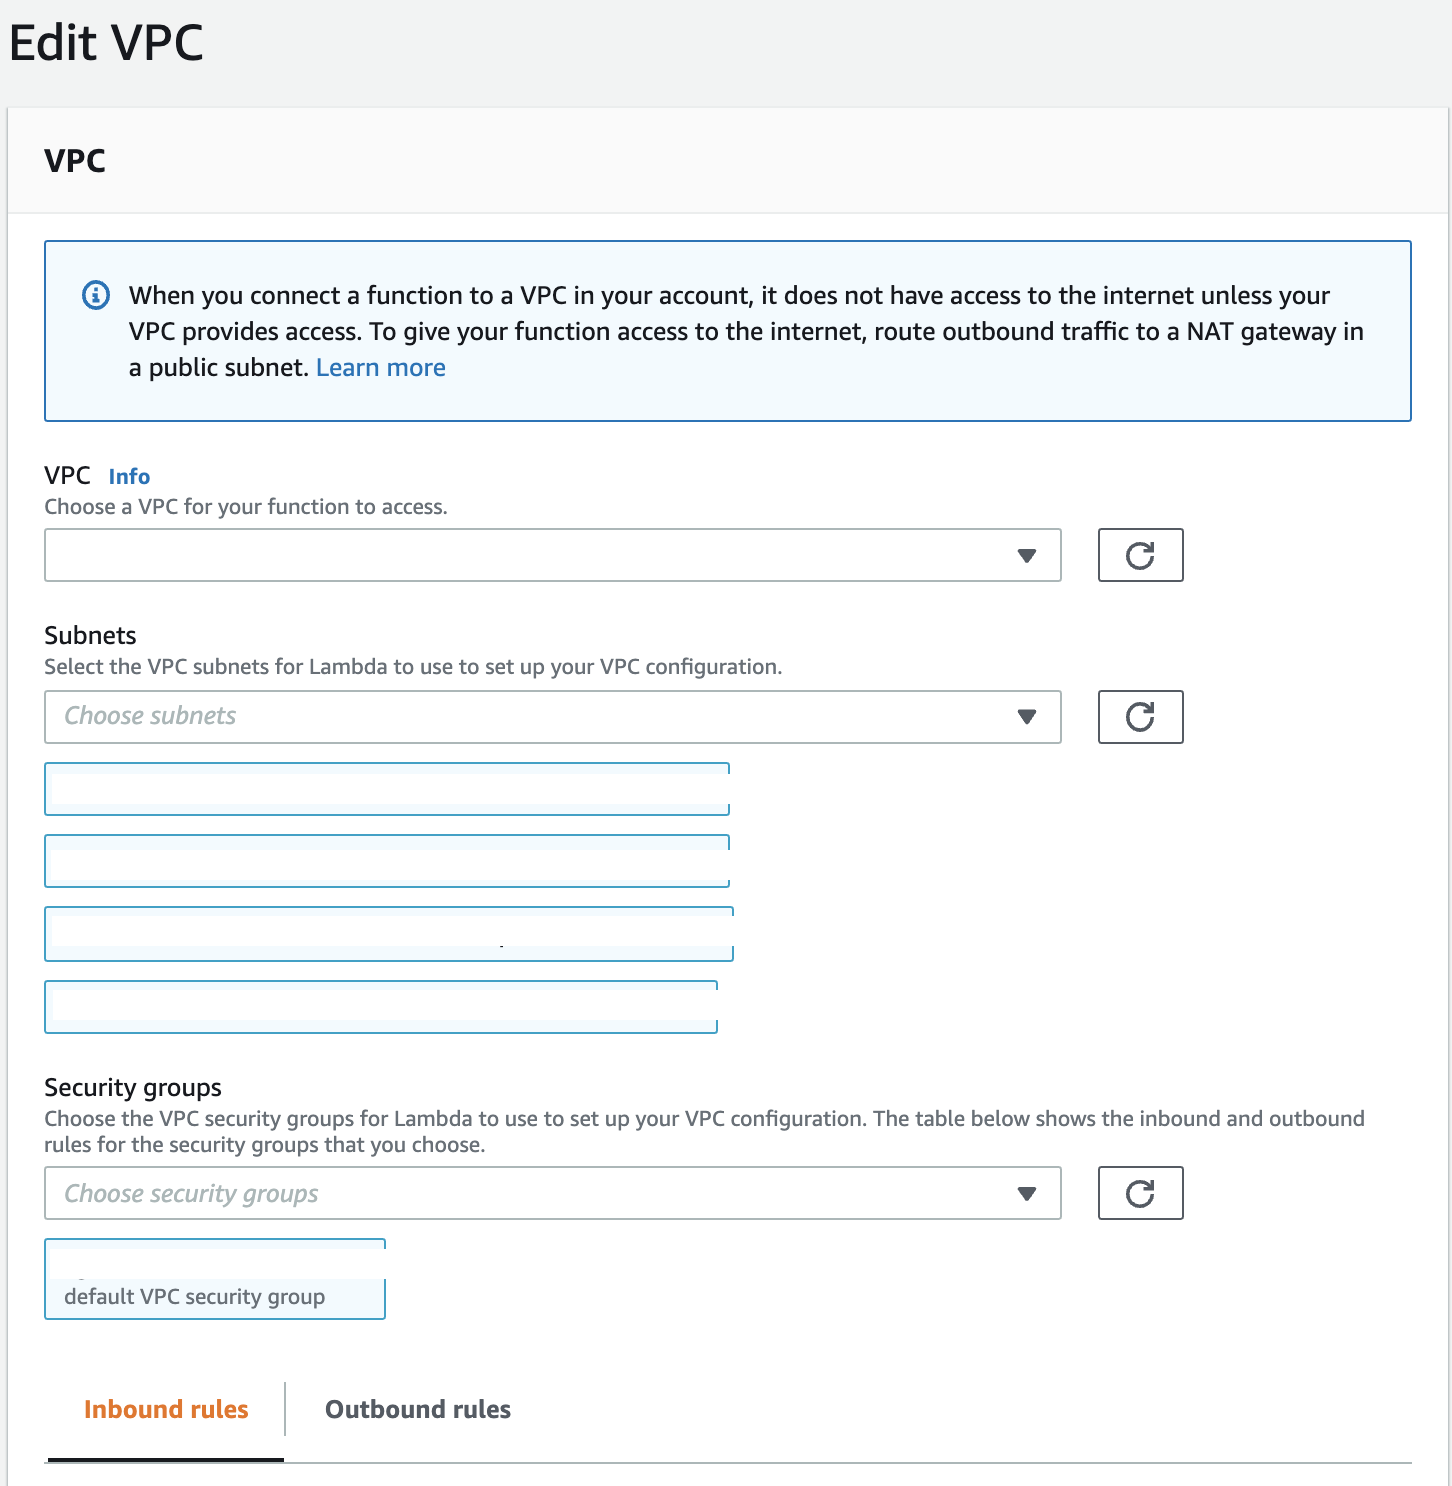 Edit VPC
VPC
When you connect a function to a VPC in your account, it does not have access to the internet unless your
VPC provides access. To give your function access to the internet, route outbound traffic to a NAT gateway in
a public subnet. Learn more
VPC Info
Choose a VPC for your function to access.
Subnets
Select the VPC subnets for Lambda to use to set up your VPC configuration.
Choose subnets
Security groups
Choose the VPC security groups for Lambda to use to set up your VPC configuration. The table below shows the inbound and outbound
rules for the security groups that you choose.
Choose security groups
default VPC security group
Inbound rules Outbound rules